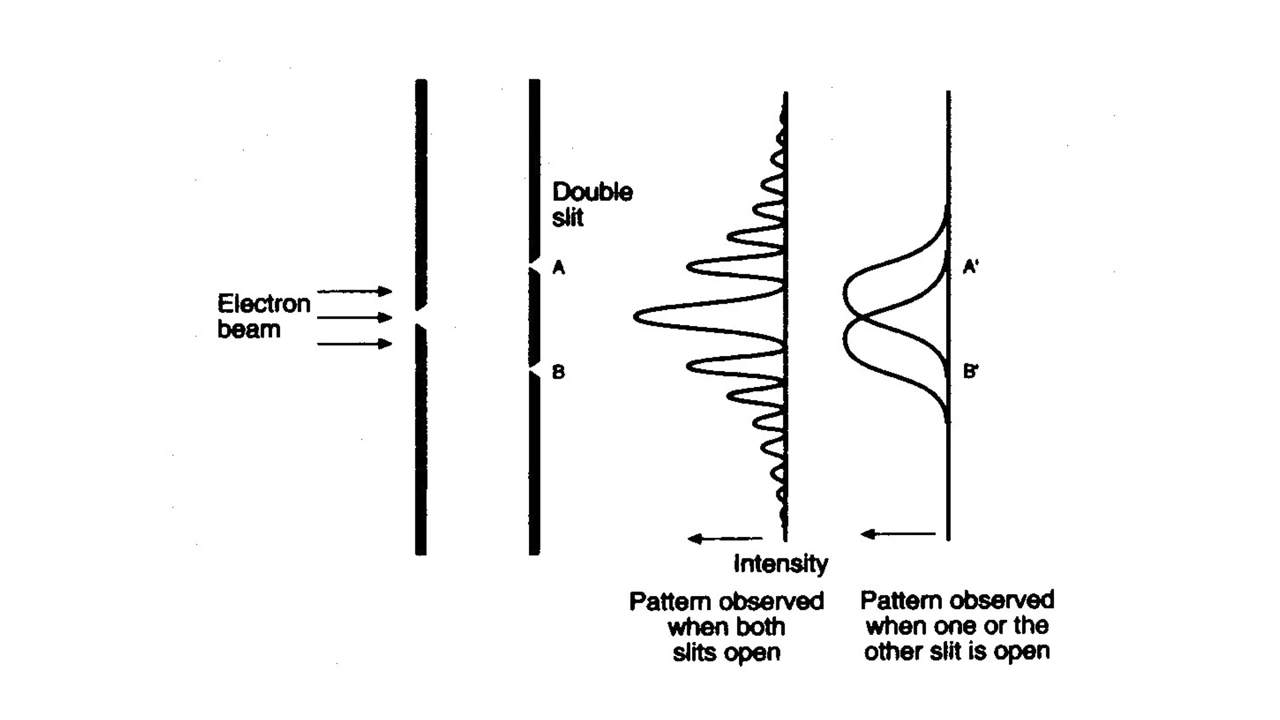 Double
slit
A
A'
Electron
beam
B
B'
Intensity
Pattern observed
when both
slits open
Pattern observed
when one or the
other slit is open